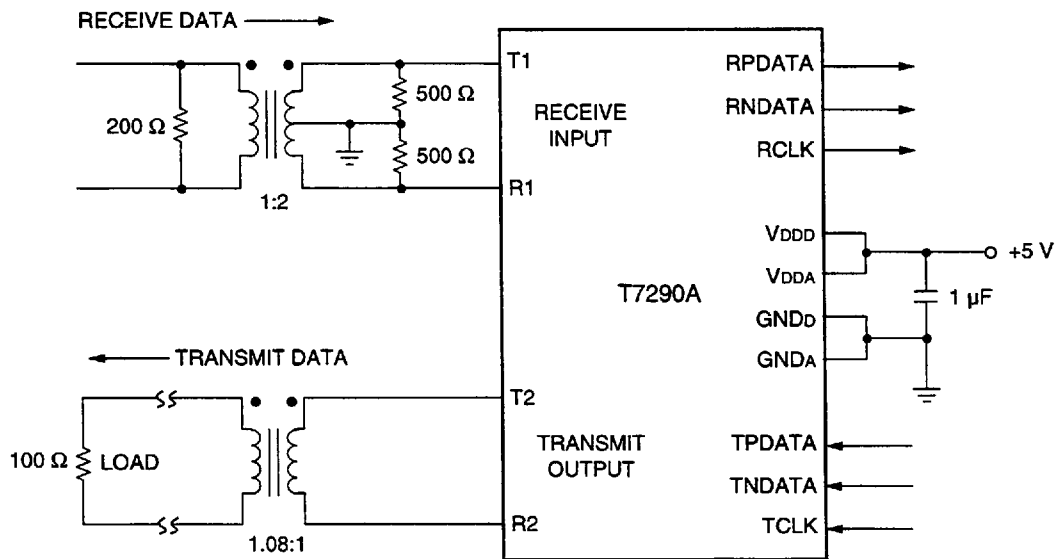 RECEIVE DATA
T1
RPDATA
500 Ω
RECEIVE
INPUT
RNDATA
200 Ω
500 Ω
RCLK
R1
1:2
VDDD
+5 V
VDDA
T7290A
1 µF
GNDD
TRANSMIT DATA
GNDA
T2
100 Ω
LOAD
TRANSMIT
OUTPUT
TPDATA
TNDATA
R2
TCLK
1.08:1